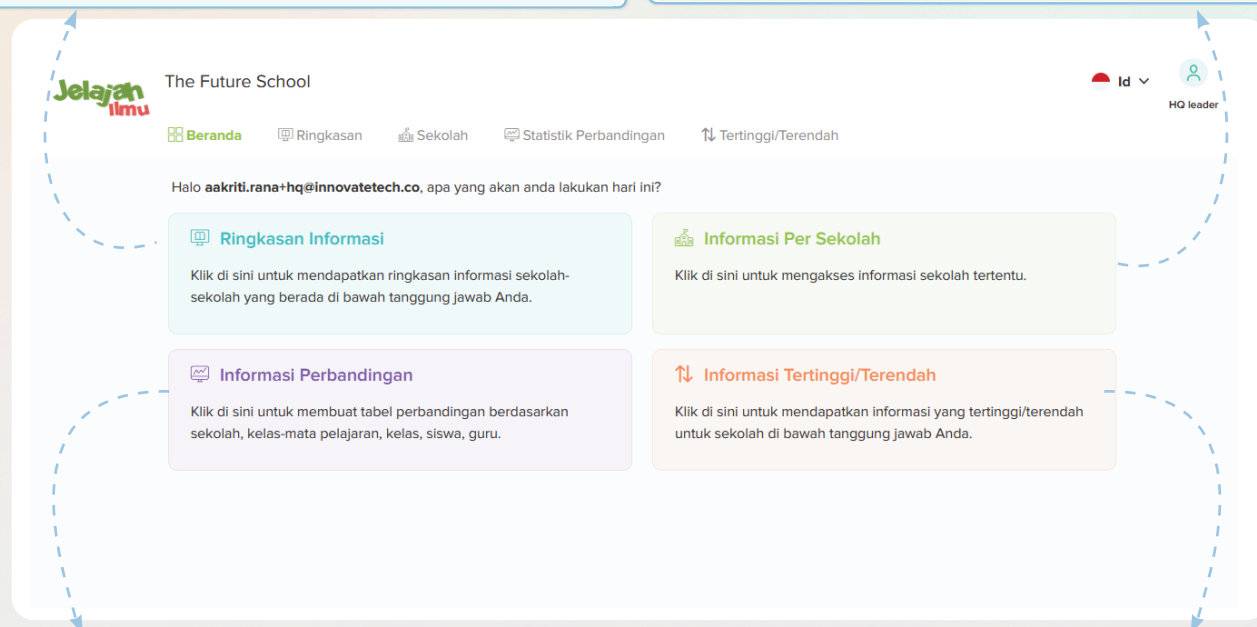 Jelajah
Ilmu
The Future School
Id
HQ leader
Beranda
Ringkasan
Sekolah
Statistik Perbandingan
Tertinggi/Terendah
Halo aakriti.rana+hq@innovatetech.co, apa yang akan anda lakukan hari ini?
Ringkasan Informasi
Klik di sini untuk mendapatkan ringkasan informasi sekolah-
sekolah yang berada di bawah tanggung jawab Anda.
Informasi Per Sekolah
Klik di sini untuk mengakses informasi sekolah tertentu.
Informasi Perbandingan
Klik di sini untuk membuat tabel perbandingan berdasarkan
sekolah, kelas-mata pelajaran, kelas, siswa, guru.
Informasi Tertinggi/Terendah
Klik di sini untuk mendapatkan informasi yang tertinggi/terendah
untuk sekolah di bawah tanggung jawab Anda.